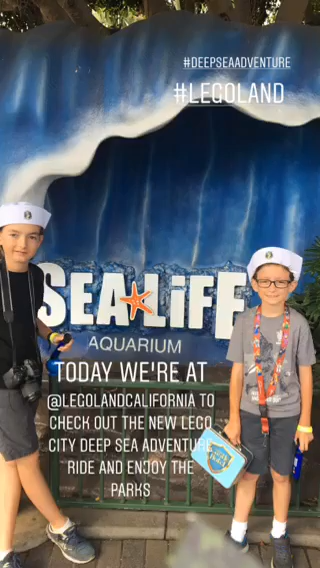 #DEEPSEAADVENTURE
#LEGOLAND
SEA LiFE
AQUARIUM
TODAY WE'RE AT
@LEGOLANDCALIFORNIA TO
CHECK OUT THE NEW LEGO
CITY DEEP SEA ADVENTURE
RIDE AND ENJOY THE
PARKS